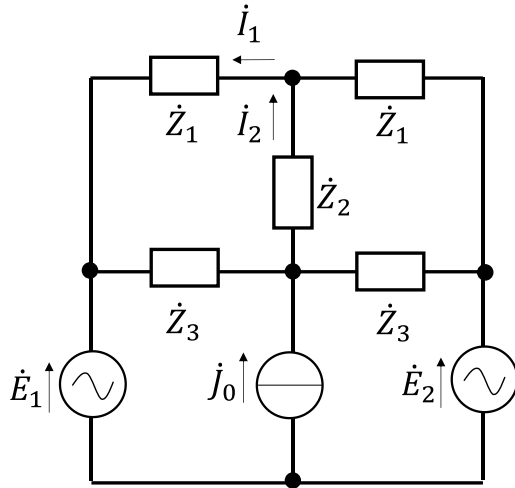 İ₁
Ż₁
İ₂
Ż₁
Ż₂
Ż₃
Ż₃
Ė₁
J̇₀
Ė₂